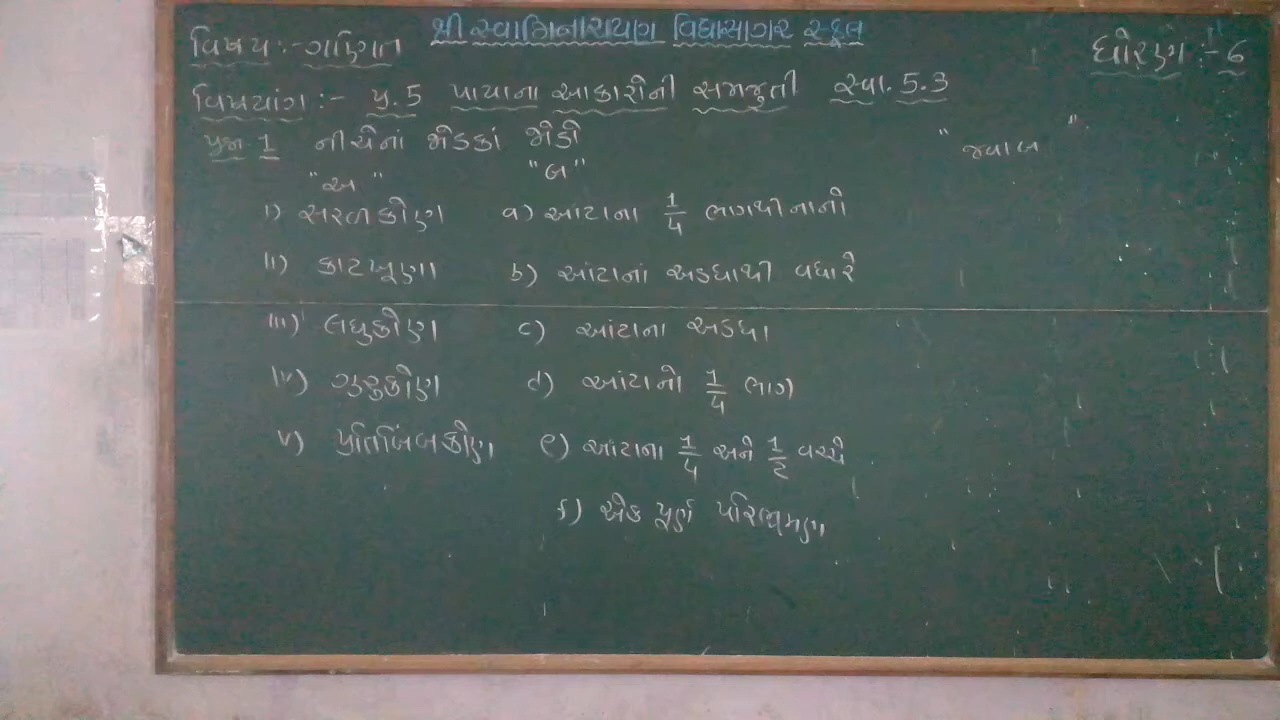 શ્રી સ્વામિનારાયણ વિદ્યાસાગર સ્કૂલ
વિષય :- ગણિત ધોરણ :- 6
વિષયાંગ :- પ્ર. 5 પાયાના આકારોની સમજુતી સ્વા. 5.3
પ્રશ્ન 1 નીચેનાં જોડકાં જોડો " જવાબ "
" અ " " બ "
i) સરળકોણ a) આંટાના 1/4 ભાગથી નાનો
ii) કાટખૂણા b) આંટાનાં અડધાથી વધારે
iii) લઘુકોણ c) આંટાના અડધા
iv) ગુરુકોણ d) આંટાનો 1/4 ભાગ
v) પ્રતિબિંબકોણ e) આંટાના 1/4 અને 1/2 વચ્ચે
f) એક પૂર્ણ પરિભ્રમણ